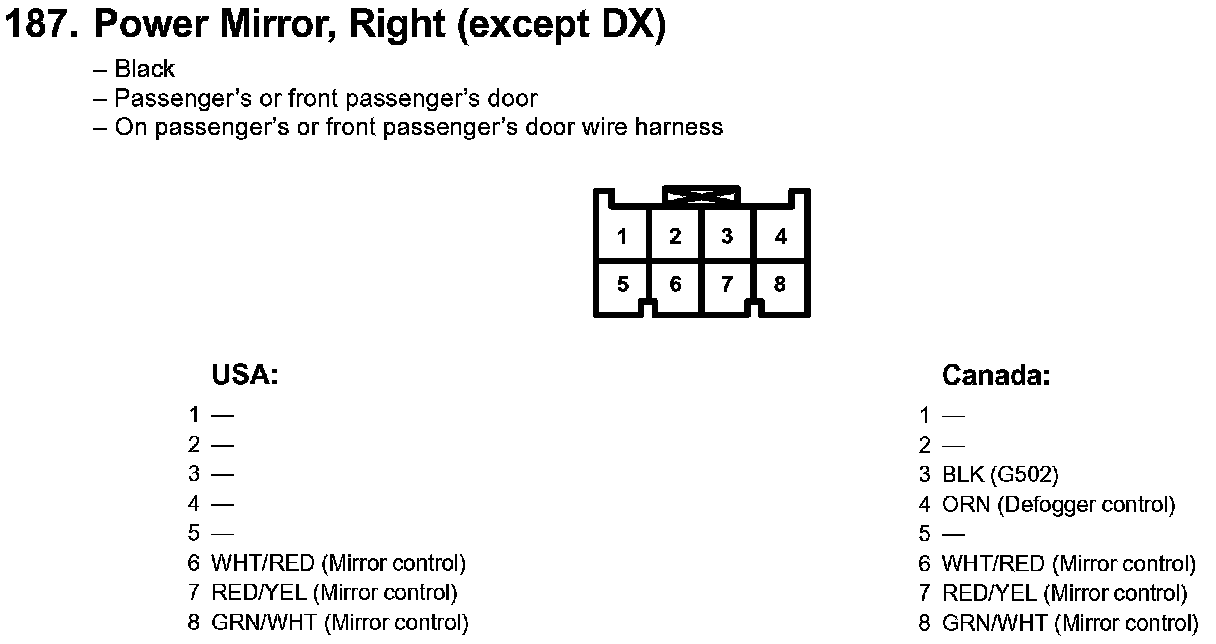 187. Power Mirror, Right (except DX)
– Black
– Passenger's or front passenger's door
– On passenger's or front passenger's door wire harness
1 2 3 4
5 6 7 8
USA:
1 —
2 —
3 —
4 —
5 —
6 WHT/RED (Mirror control)
7 RED/YEL (Mirror control)
8 GRN/WHT (Mirror control)
Canada:
1 —
2 —
3 BLK (G502)
4 ORN (Defogger control)
5 —
6 WHT/RED (Mirror control)
7 RED/YEL (Mirror control)
8 GRN/WHT (Mirror control)